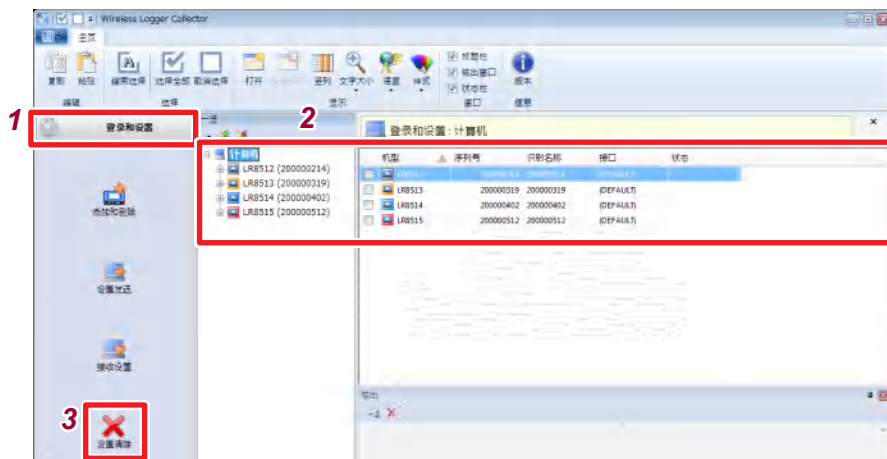 Wireless Logger Collector
主页
复制 粘贴 搜索选择 选择全部 取消选择 打开 竖列 文字大小 语言 样式 版本
标题栏
输出窗口
状态栏
编辑 选择 显示 窗口 信息
1
登录和设置
2
一览
登录和设置:计算机
×
计算机
LR8512 (200000214)
LR8513 (200000319)
LR8514 (200000402)
LR8515 (200000512)
机型 序列号 识别名称 接口 状态
LR8513 200000319 200000319 (DEFAULT)
LR8514 200000402 200000402 (DEFAULT)
LR8515 200000512 200000512 (DEFAULT)
添加和删除
设置发送
接收设置
输出
3
设置清除